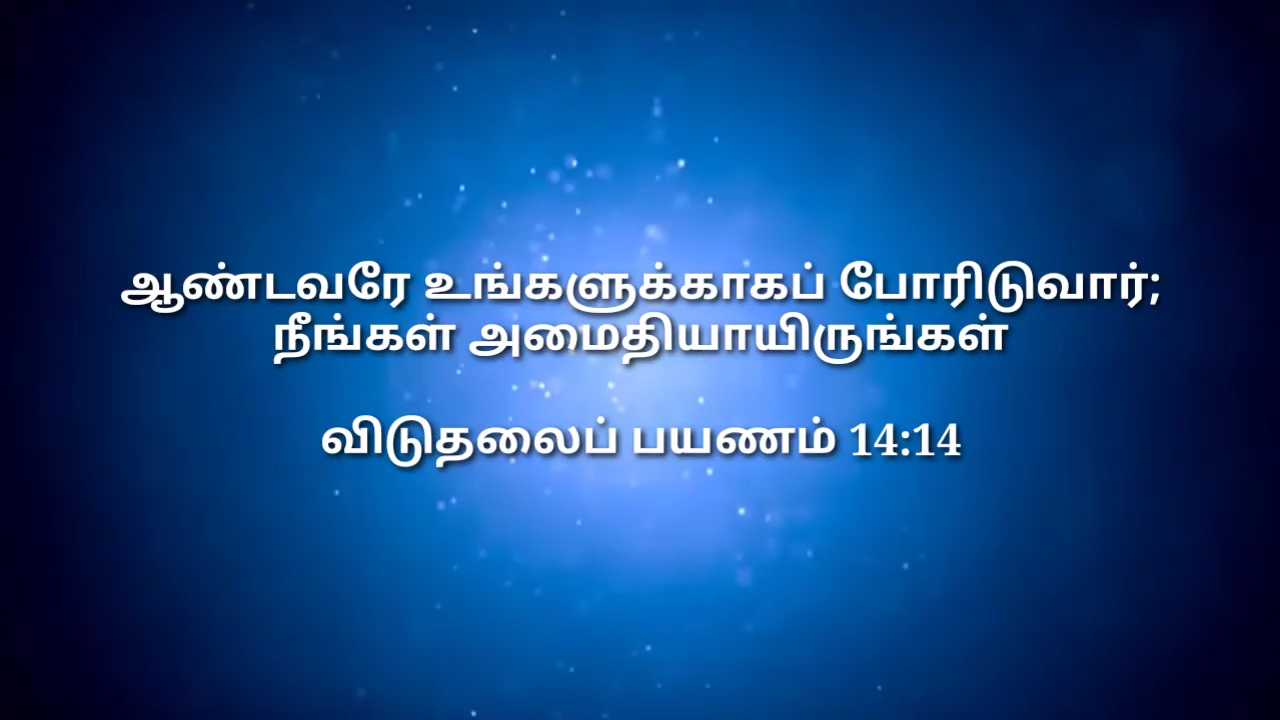 ஆண்டவரே உங்களுக்காகப் போரிடுவார்;
நீங்கள் அமைதியாயிருங்கள்
விடுதலைப் பயணம் 14:14